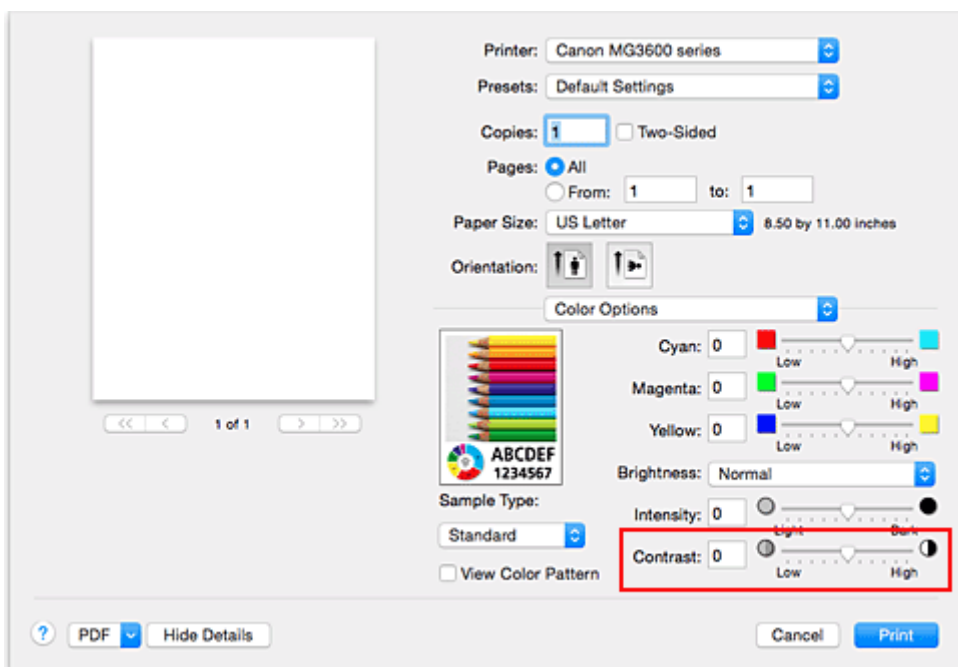 Printer: Canon MG3600 series
Presets: Default Settings
Copies: 1 Two-Sided
Pages: All
From: 1 to: 1
Paper Size: US Letter 8.50 by 11.00 inches
Orientation:
Color Options
Cyan: 0
Low High
Magenta: 0
Low High
Yellow: 0
Low High
ABCDEF
1234567
Brightness: Normal
Sample Type:
Intensity: 0
Light Dark
Standard
Contrast: 0
Low High
View Color Pattern
<< < 1 of 1 > >>
? PDF Hide Details Cancel Print